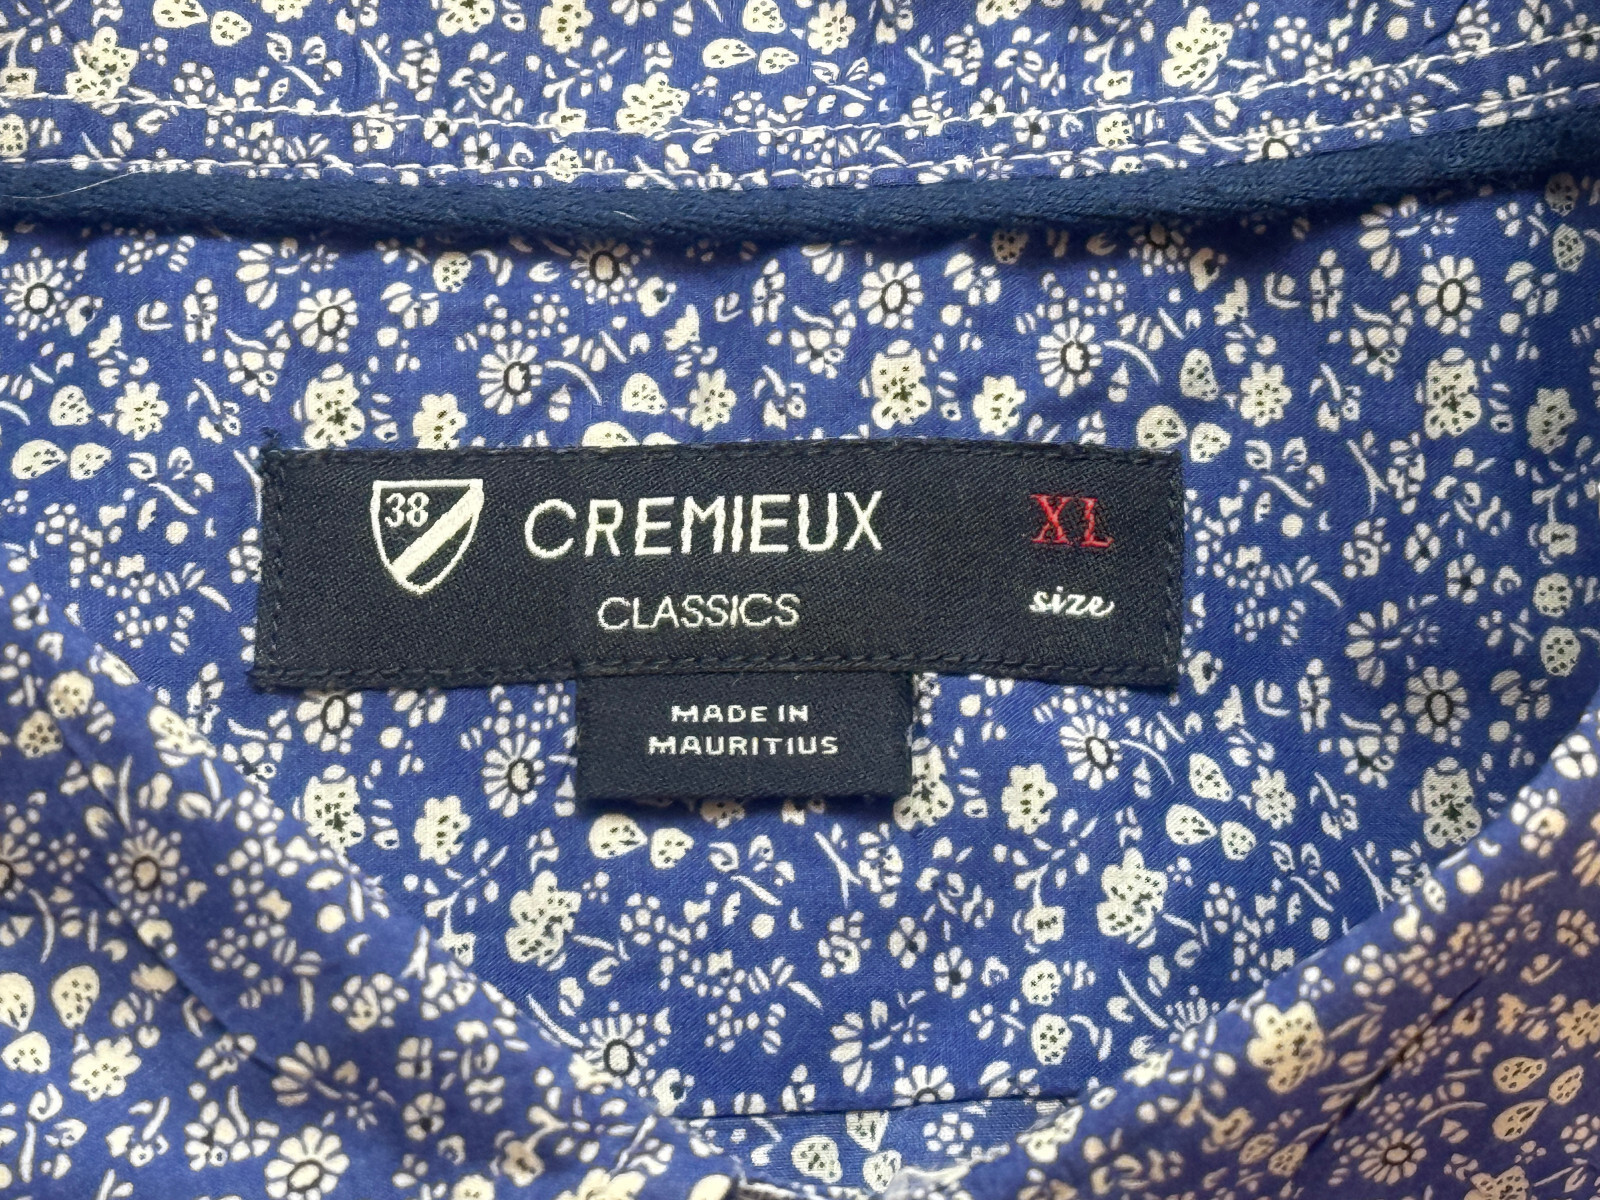 38 CREMIEUX XL
CLASSICS size
MADE IN
MAURITIUS